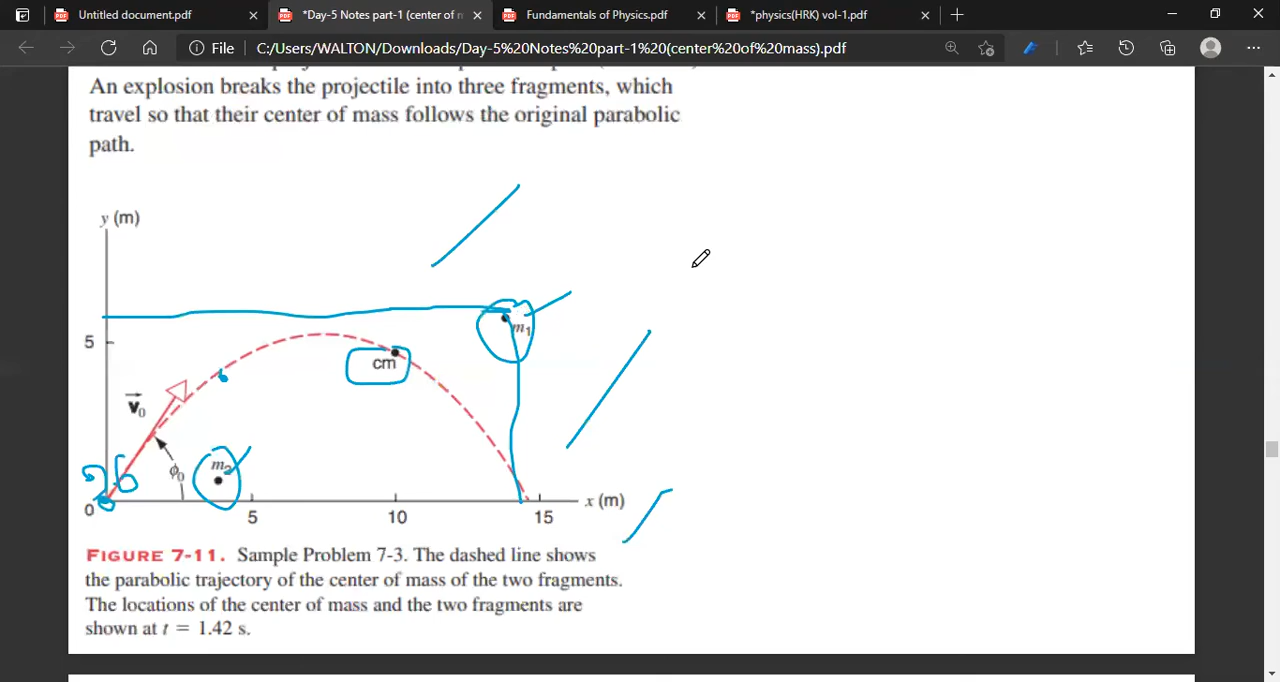 Untitled document.pdf
*Day-5 Notes part-1 (center of m
Fundamentals of Physics.pdf
*physics(HRK) vol-1.pdf
File
C:/Users/WALTON/Downloads/Day-5%20Notes%20part-1%20(center%20of%20mass).pdf
An explosion breaks the projectile into three fragments, which
travel so that their center of mass follows the original parabolic
path.
y (m)
m₁
5
cm
v₀
m₂
ϕ₀
0
5
10
15
x (m)
FIGURE 7-11. Sample Problem 7-3. The dashed line shows
the parabolic trajectory of the center of mass of the two fragments.
The locations of the center of mass and the two fragments are
shown at t = 1.42 s.